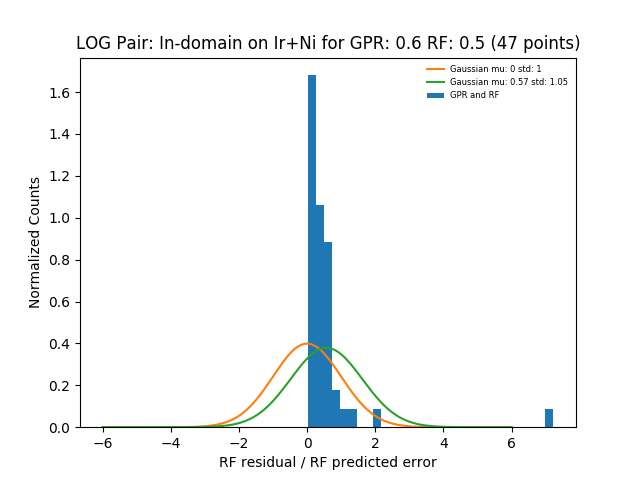 LOG Pair: In-domain on Ir+Ni for GPR: 0.6 RF: 0.5 (47 points)
Gaussian mu: 0 std: 1
Gaussian mu: 0.57 std: 1.05
GPR and RF
Normalized Counts
1.6
1.4
1.2
1.0
0.8
0.6
0.4
0.2
0.0
−6 −4 −2 0 2 4 6
RF residual / RF predicted error